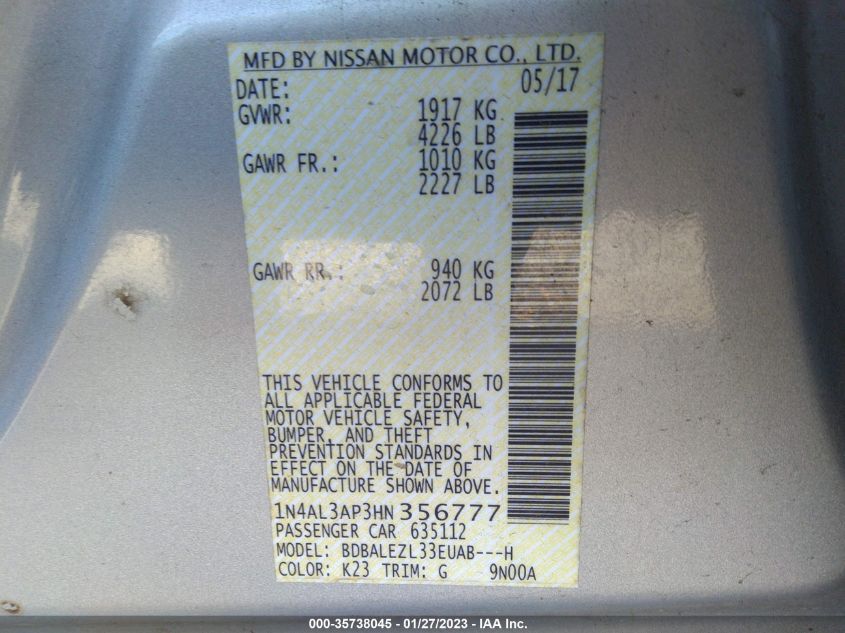 MFD BY NISSAN MOTOR CO., LTD.
DATE: 05/17
GVWR: 1917 KG
4226 LB
GAWR FR.: 1010 KG
2227 LB
GAWR RR.: 940 KG
2072 LB
THIS VEHICLE CONFORMS TO
ALL APPLICABLE FEDERAL
MOTOR VEHICLE SAFETY,
BUMPER, AND THEFT
PREVENTION STANDARDS IN
EFFECT ON THE DATE OF
MANUFACTURE SHOWN ABOVE.
1N4AL3AP3HN356777
PASSENGER CAR 635112
MODEL: BDBALEZL33EUAB---H
COLOR: K23 TRIM: G 9N00A
000-35738045 - 01/27/2023 - IAA Inc.